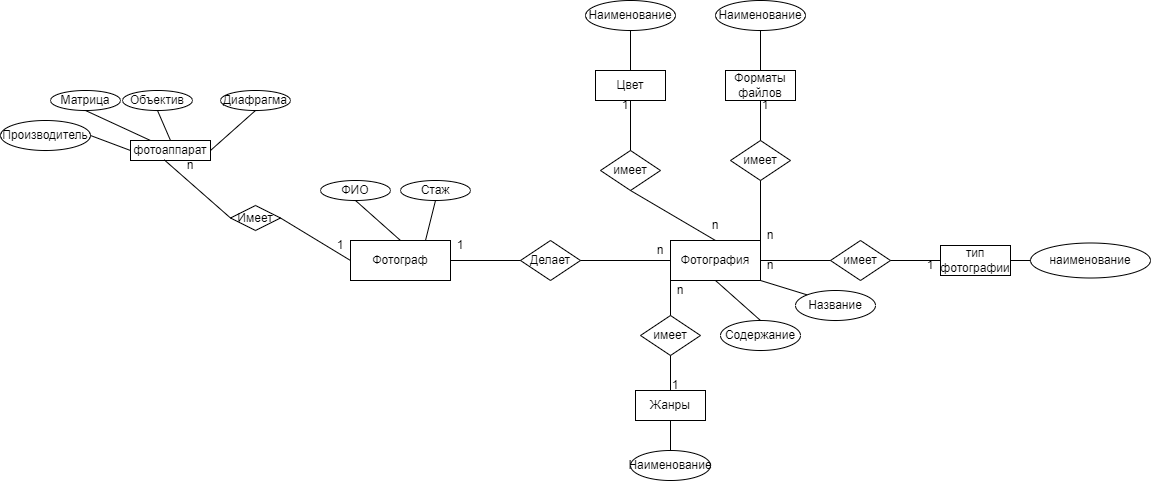 Наименование
Наименование
Цвет
Форматы
файлов
1
1
Матрица
Объектив
Диафрагма
Производитель
фотоаппарат
n
имеет
имеет
ФИО
Стаж
Имеет
n
n
1
1
n
Фотограф
Делает
Фотография
n
имеет
1
тип
фотографии
наименование
n
Название
Содержание
имеет
1
Жанры
Наименование